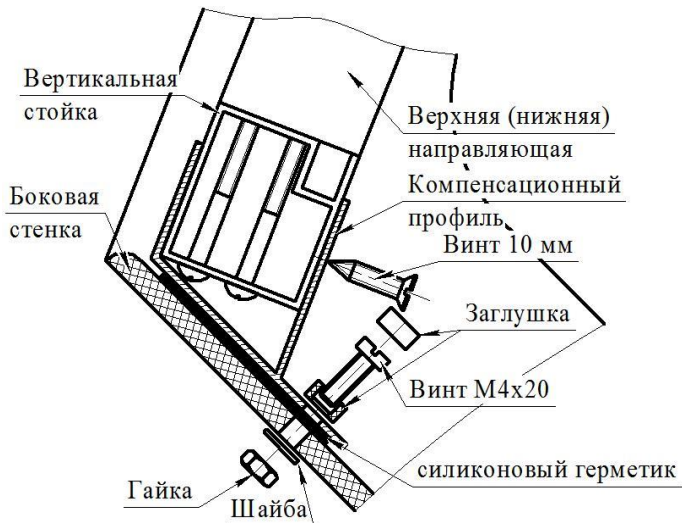 Вертикальная
стойка
Верхняя (нижняя)
направляющая
Компенсационный
профиль
Боковая
стенка
Винт 10 мм
Заглушка
Винт М4х20
силиконовый герметик
Гайка
Шайба